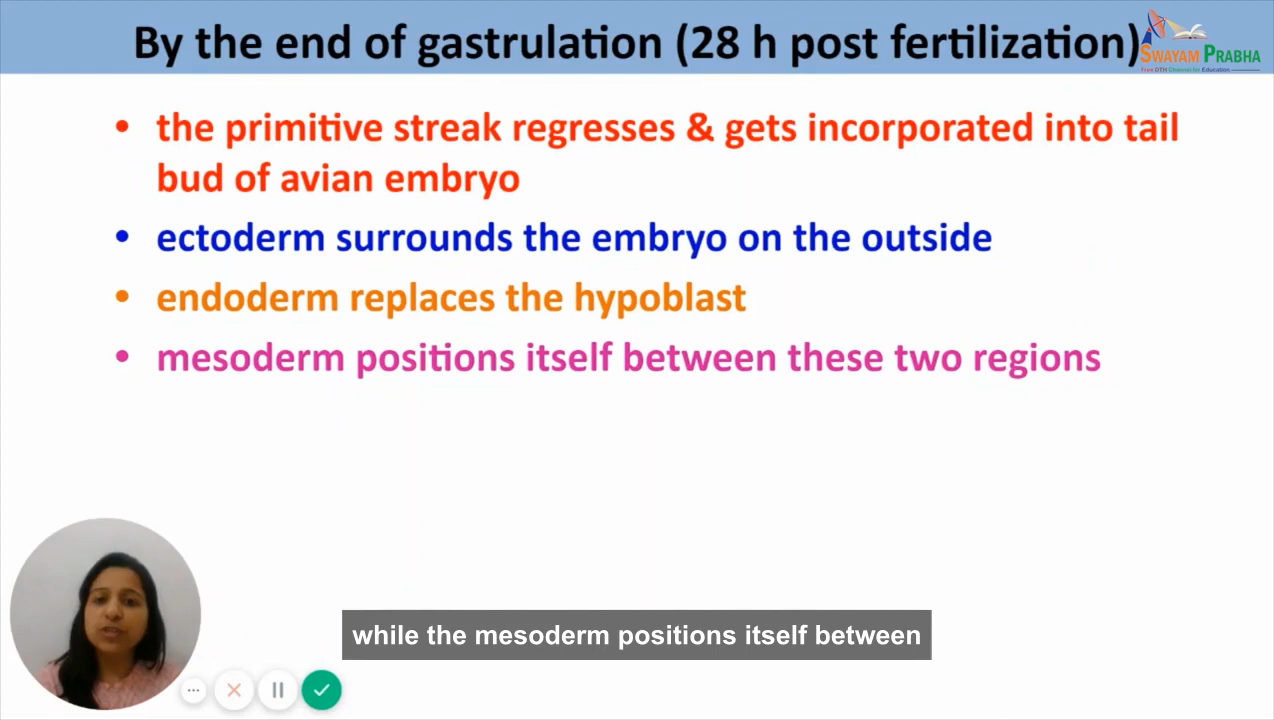 By the end of gastrulation (28 h post fertilization)
SWAYAM PRABHA
Free DTH Channel for Education
• the primitive streak regresses & gets incorporated into tail
bud of avian embryo
• ectoderm surrounds the embryo on the outside
• endoderm replaces the hypoblast
• mesoderm positions itself between these two regions
while the mesoderm positions itself between